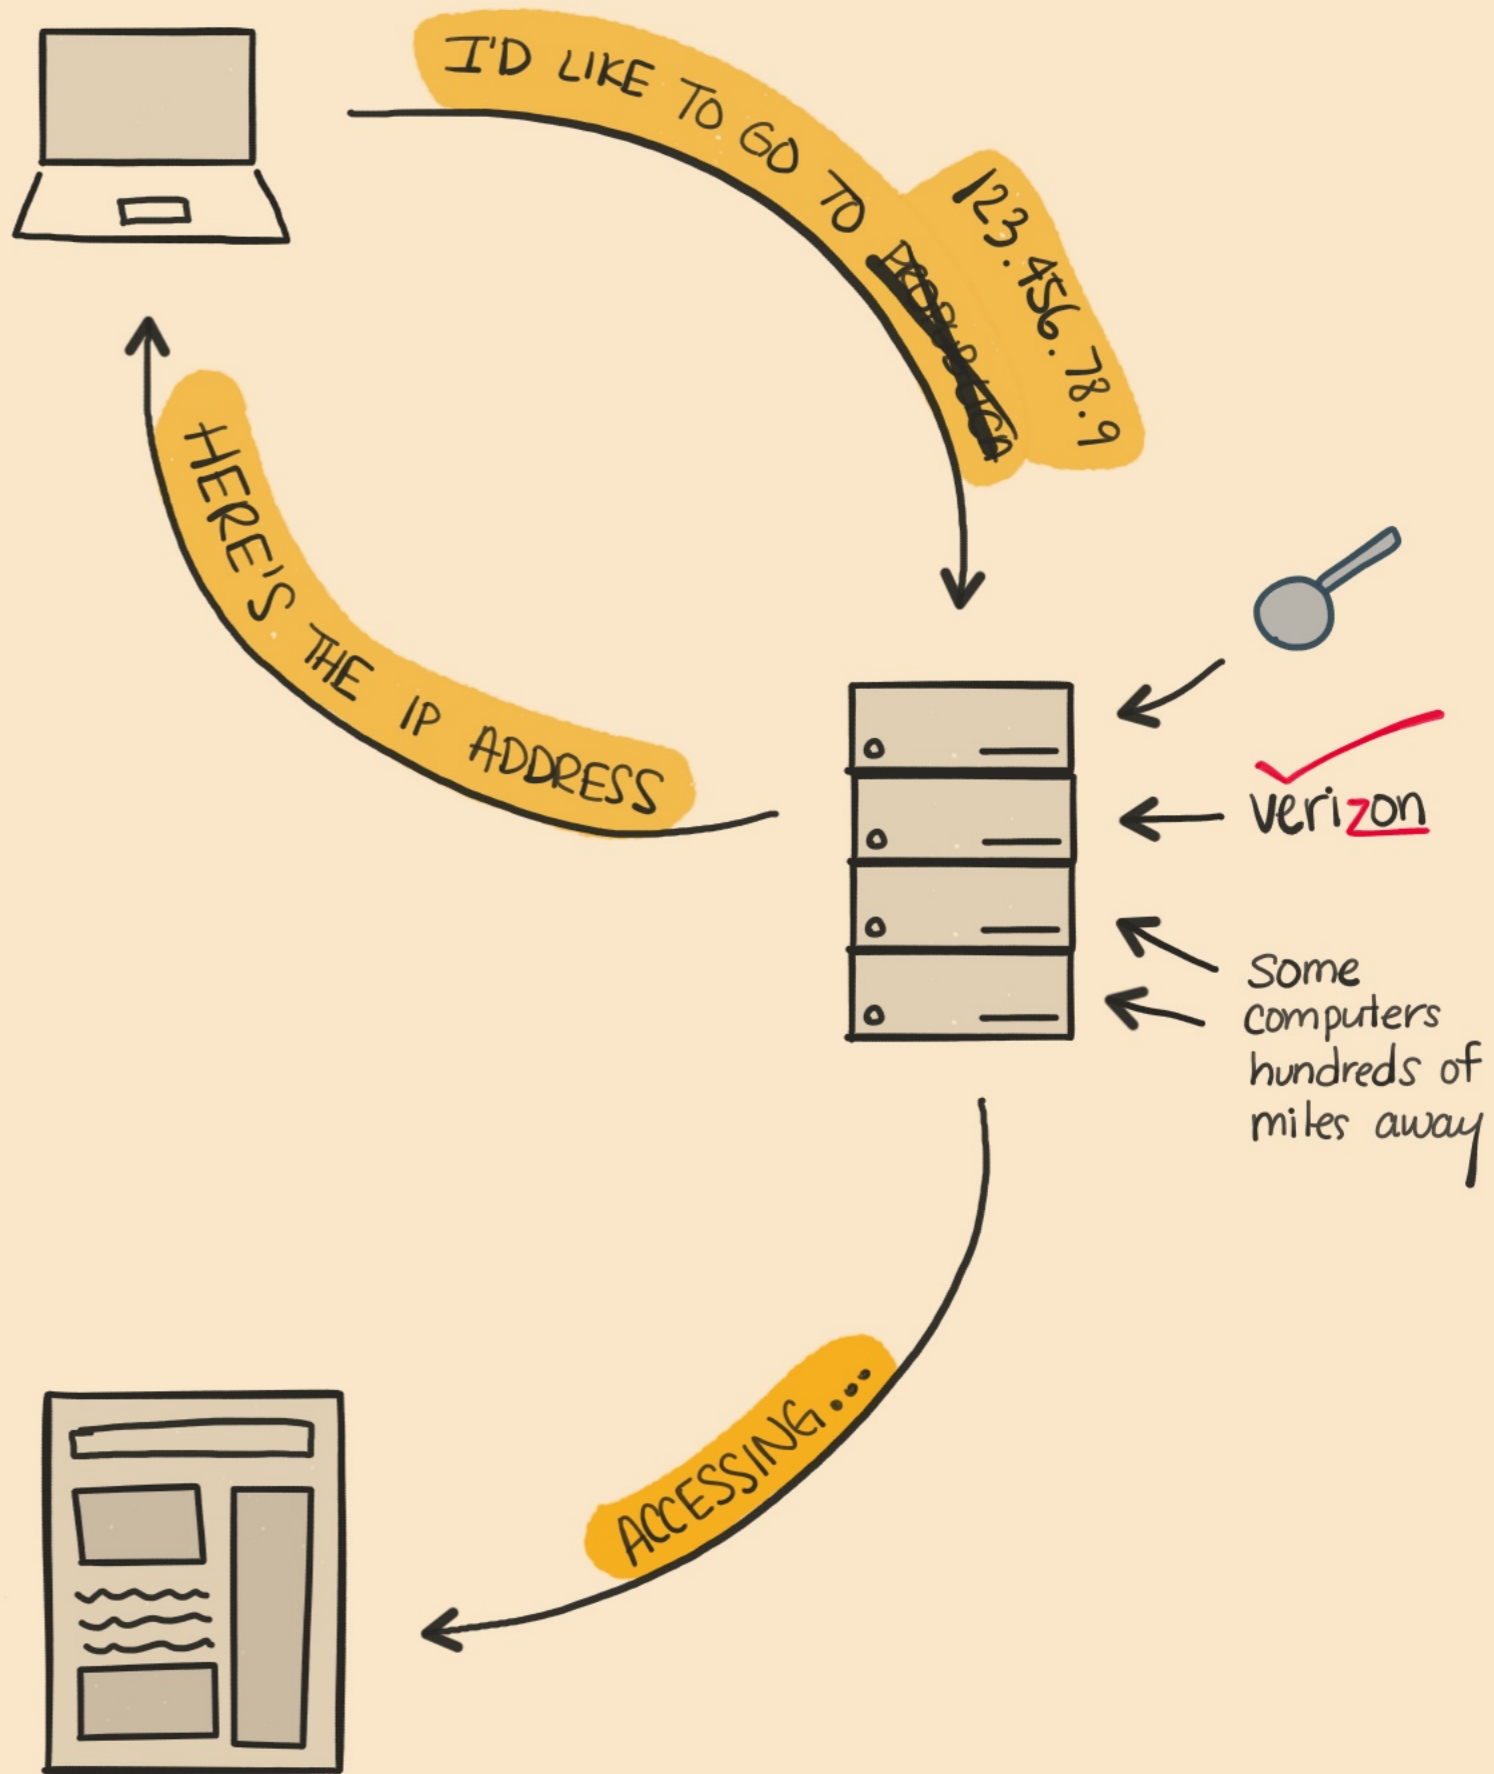 I'D LIKE TO GO TO
123.456.78.9
HERE'S THE IP ADDRESS
verizon
Some
computers
hundreds of
miles away
ACCESSING...